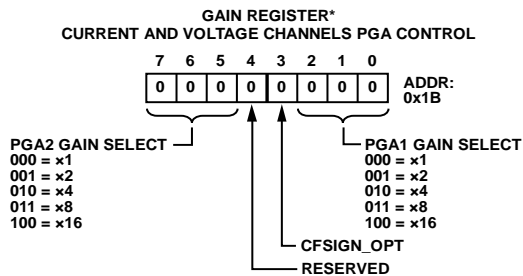 GAIN REGISTER*
CURRENT AND VOLTAGE CHANNELS PGA CONTROL
7 6 5 4 3 2 1 0
0 0 0 0 0 0 0 0
ADDR:
0x1B
PGA2 GAIN SELECT
000 = ×1
001 = ×2
010 = ×4
011 = ×8
100 = ×16
PGA1 GAIN SELECT
000 = ×1
001 = ×2
010 = ×4
011 = ×8
100 = ×16
CFSIGN_OPT
RESERVED